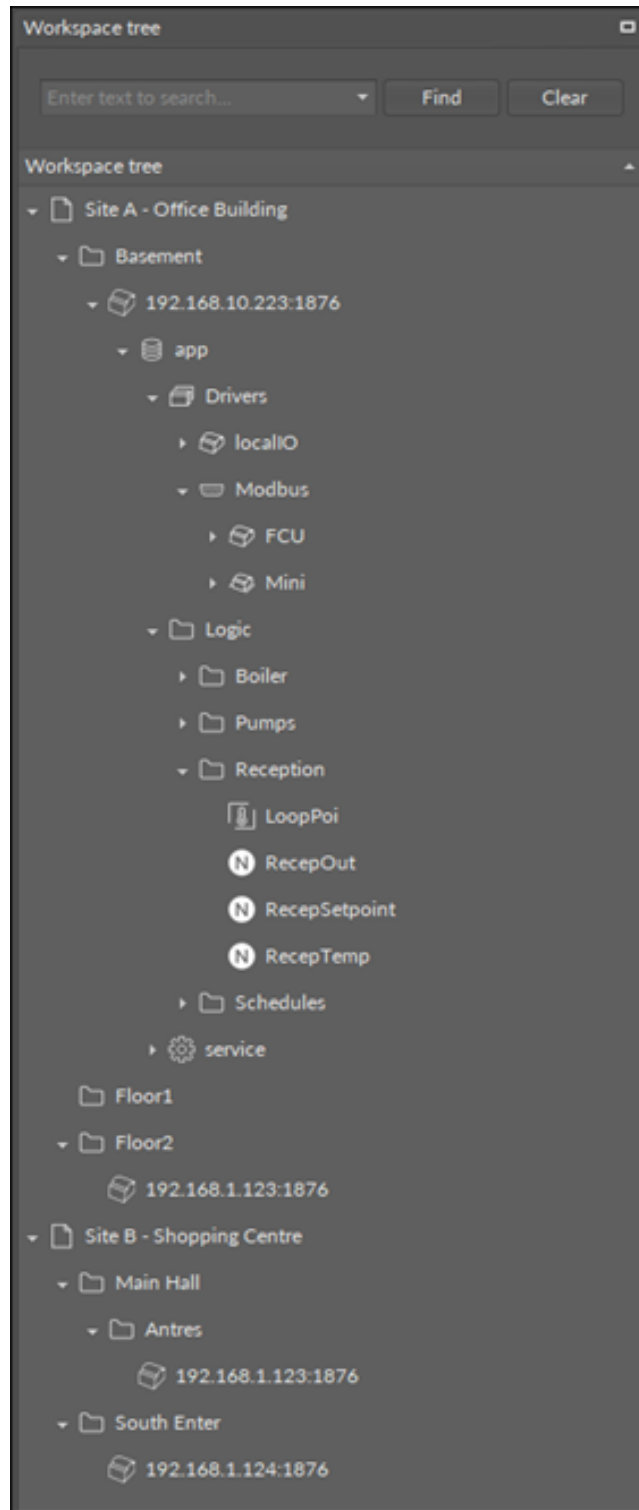 Workspace tree
Enter text to search... Find Clear
Workspace tree
Site A - Office Building
Basement
192.168.10.223:1876
app
Drivers
localIO
Modbus
FCU
Mini
Logic
Boiler
Pumps
Reception
LoopPoi
N RecepOut
N RecepSetpoint
N RecepTemp
Schedules
service
Floor1
Floor2
192.168.1.123:1876
Site B - Shopping Centre
Main Hall
Antres
192.168.1.123:1876
South Enter
192.168.1.124:1876